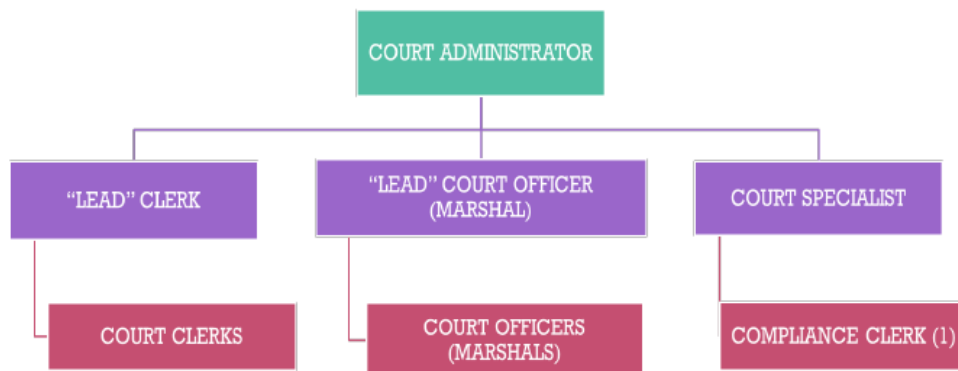 COURT ADMINISTRATOR
“LEAD” CLERK
“LEAD” COURT OFFICER
(MARSHAL)
COURT SPECIALIST
COURT CLERKS
COURT OFFICERS
(MARSHALS)
COMPLIANCE CLERK (1)